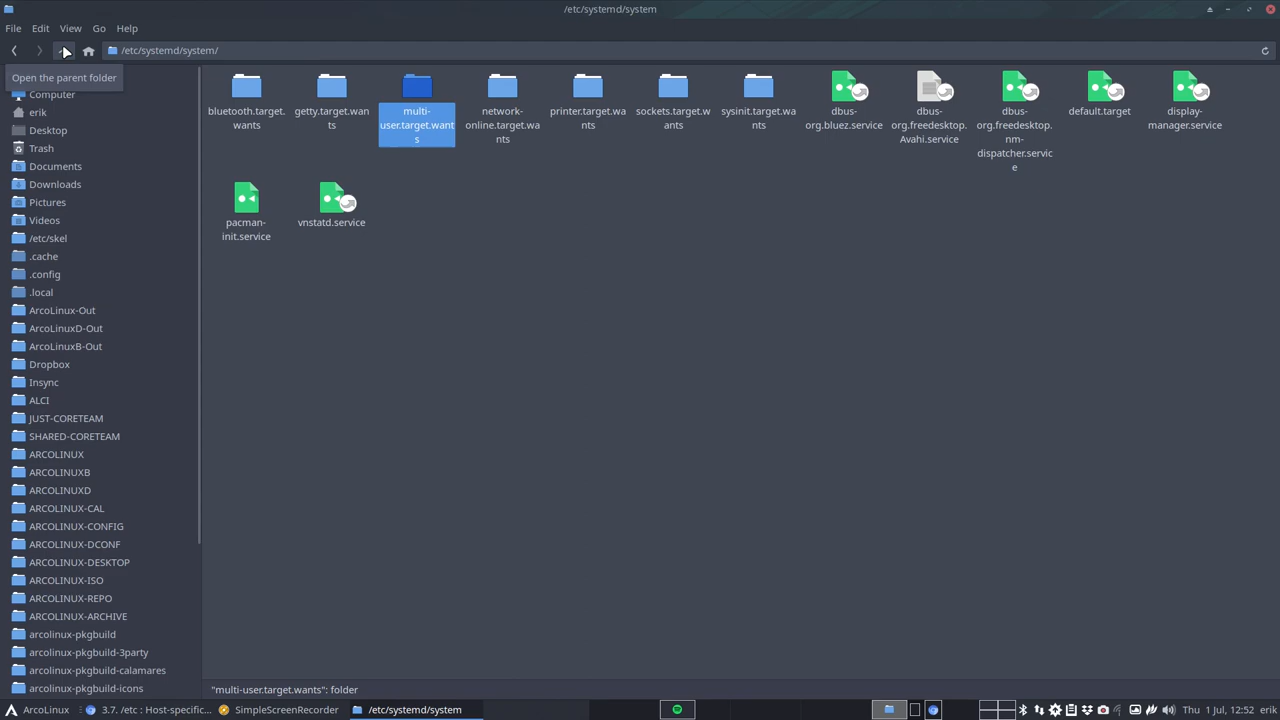 /etc/systemd/system
File Edit View Go Help
/etc/systemd/system/
Open the parent folder
Computer
erik
Desktop
Trash
Documents
Downloads
Pictures
Videos
/etc/skel
.cache
.config
.local
ArcoLinux-Out
ArcoLinuxD-Out
ArcoLinuxB-Out
Dropbox
Insync
ALCI
JUST-CORETEAM
SHARED-CORETEAM
ARCOLINUX
ARCOLINUXB
ARCOLINUXD
ARCOLINUX-CAL
ARCOLINUX-CONFIG
ARCOLINUX-DCONF
ARCOLINUX-DESKTOP
ARCOLINUX-ISO
ARCOLINUX-REPO
ARCOLINUX-ARCHIVE
arcolinux-pkgbuild
arcolinux-pkgbuild-3party
arcolinux-pkgbuild-calamares
arcolinux-pkgbuild-icons
bluetooth.target.
wants
getty.target.wan
ts
multi-
user.target.want
s
network-
online.target.wa
nts
printer.target.wa
nts
sockets.target.w
ants
sysinit.target.wa
nts
dbus-
org.bluez.service
dbus-
org.freedesktop.
Avahi.service
dbus-
org.freedesktop.
nm-
dispatcher.servic
e
default.target
display-
manager.service
pacman-
init.service
vnstatd.service
"multi-user.target.wants": folder
ArcoLinux
3.7. /etc : Host-specific...
SimpleScreenRecorder
/etc/systemd/system
Thu 1 Jul, 12:52 erik